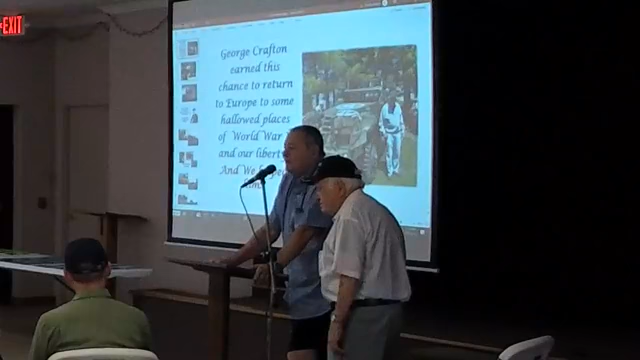 EXIT
George Crafton
earned this
chance to return
to Europe to some
hallowed places
of World War
and our libert
And We